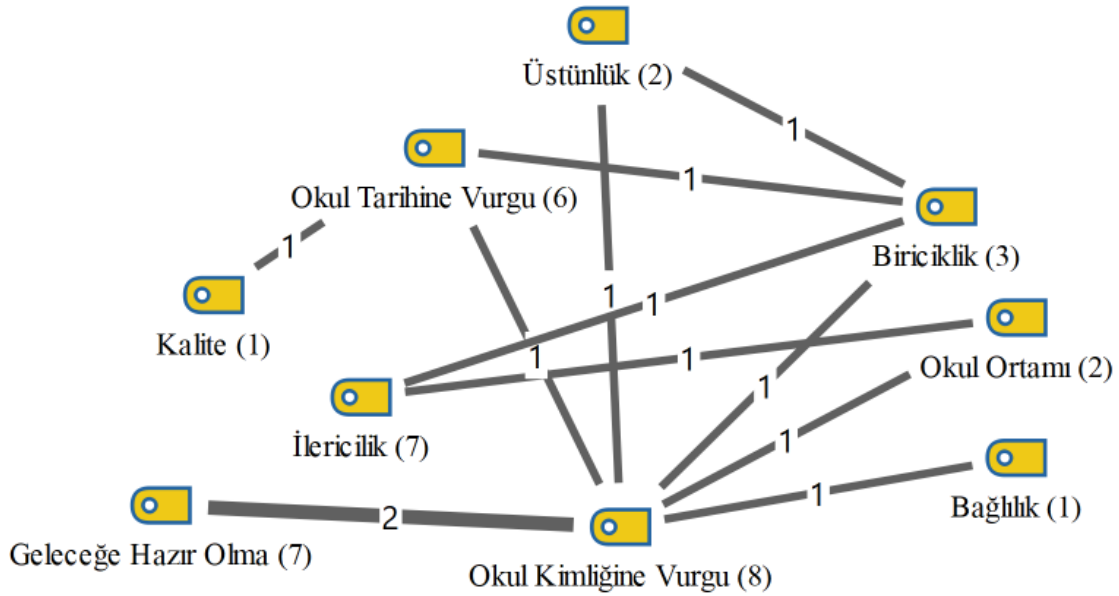 Üstünlük (2)
1
Okul Tarihine Vurgu (6)
1
1
Biriciklik (3)
Kalite (1)
1
1
1
1
Okul Ortamı (2)
1
İlericilik (7)
1
1
Bağlılık (1)
2
Geleceğe Hazır Olma (7)
Okul Kimliğine Vurgu (8)